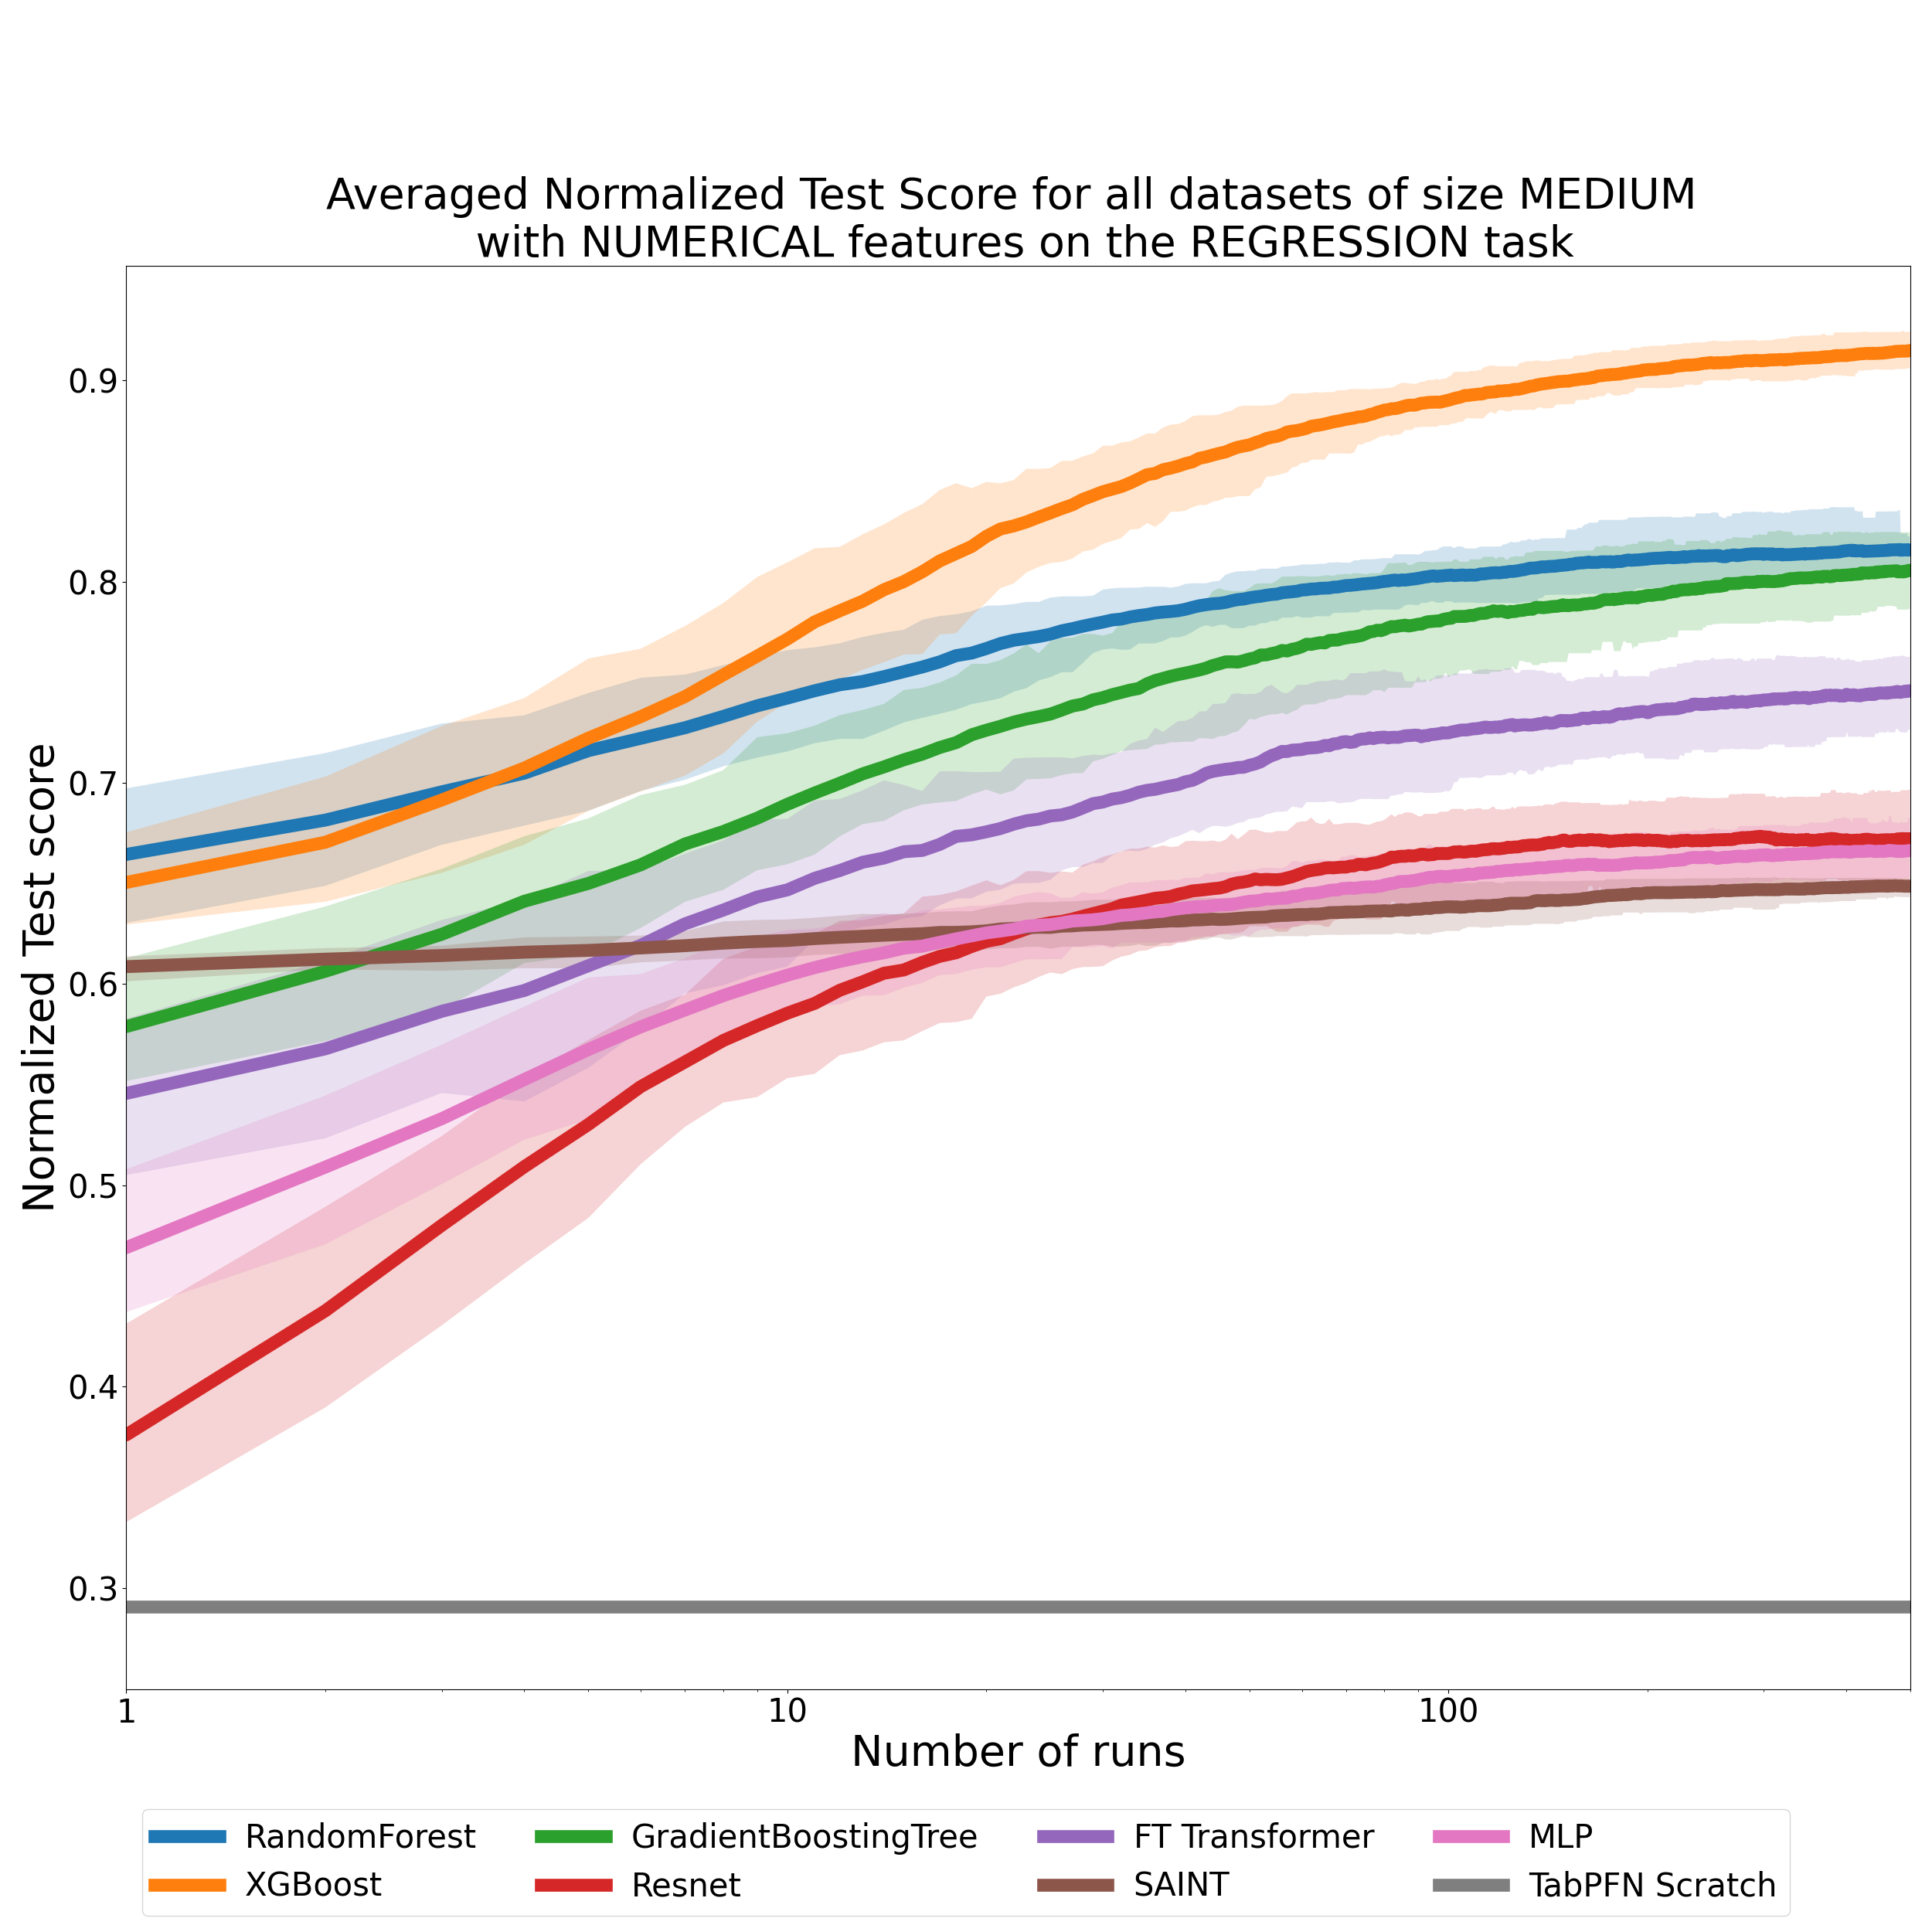 Averaged Normalized Test Score for all datasets of size MEDIUM
with NUMERICAL features on the REGRESSION task
Normalized Test score
0.9
0.8
0.7
0.6
0.5
0.4
0.3
1
10
100
Number of runs
RandomForest
GradientBoostingTree
FT Transformer
MLP
XGBoost
Resnet
SAINT
TabPFN Scratch